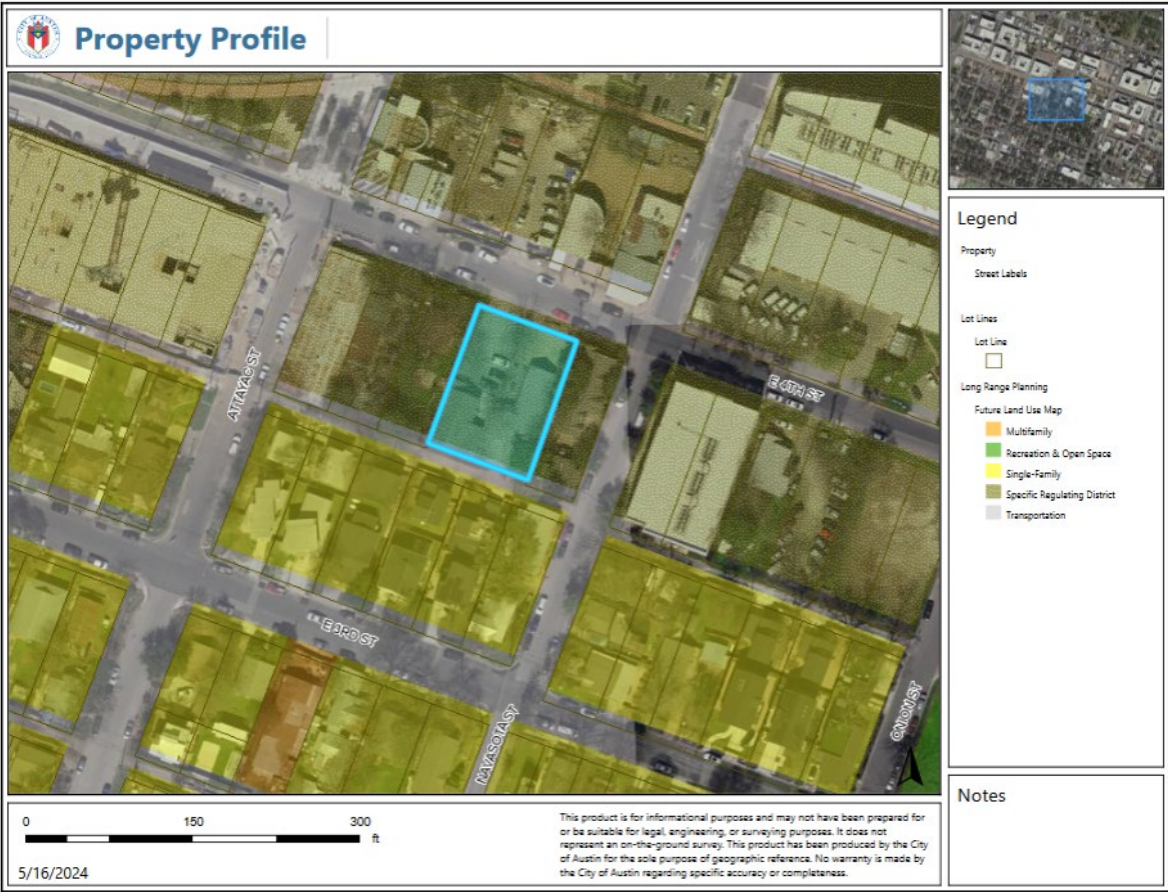 Property Profile
ATTAYAC ST
E 4TH ST
E 3RD ST
NAVASOTA ST
ONION ST
Legend
Property
Street Labels
Lot Lines
Lot Line
Long Range Planning
Future Land Use Map
Multifamily
Recreation & Open Space
Single-Family
Specific Regulating District
Transportation
Notes
0 150 300
ft
5/16/2024
This product is for informational purposes and may not have been prepared for
or be suitable for legal, engineering, or surveying purposes. It does not
represent an on-the-ground survey. This product has been produced by the City
of Austin for the sole purpose of geographic reference. No warranty is made by
the City of Austin regarding specific accuracy or completeness.